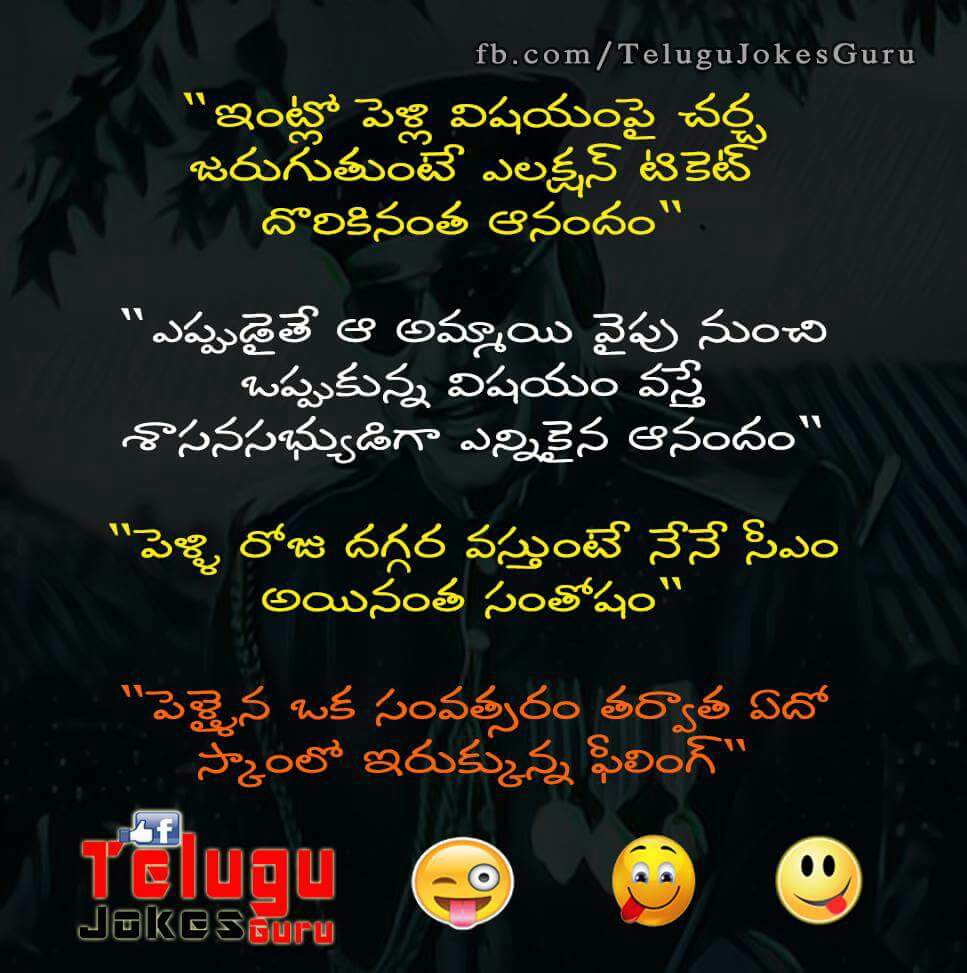 fb.com/TeluguJokesGuru
"ఇంట్లో పెళ్లి విషయంపై చర్చ
జరుగుతుంటే ఎలక్షన్ టికెట్
దొరికినంత ఆనందం"
"ఎప్పుడైతే ఆ అమ్మాయి వైపు నుంచి
ఒప్పుకున్న విషయం వస్తే
శాసనసభ్యుడిగా ఎన్నికైన ఆనందం"
"పెళ్ళి రోజు దగ్గర వస్తుంటే నేనే సీఎం
అయినంత సంతోషం"
"పెళ్ళైన ఒక సంవత్సరం తర్వాత ఏదో
స్కాంలో ఇరుక్కున్న ఫీలింగ్"
f
Telugu
JOKES GURU